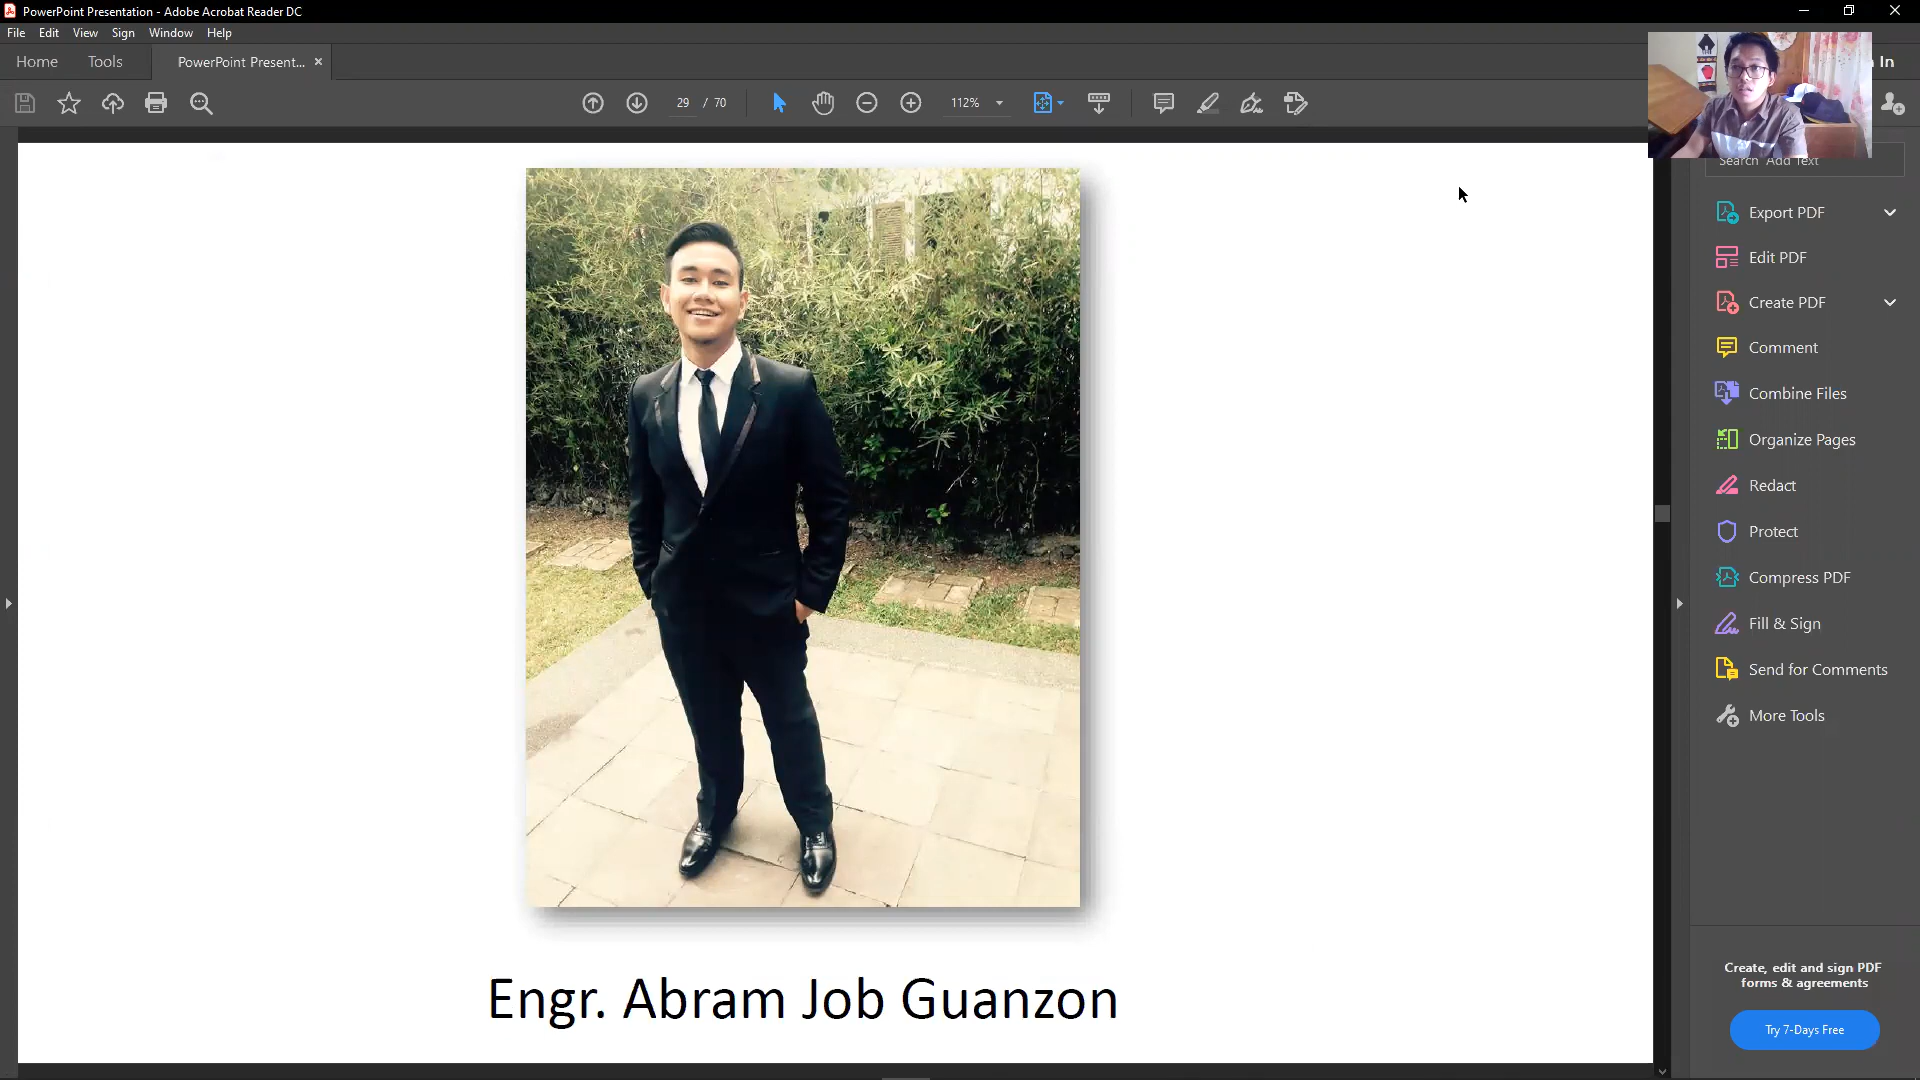 PowerPoint Presentation - Adobe Acrobat Reader DC
File Edit View Sign Window Help
Home Tools PowerPoint Present... ×
In
29 / 70 112%
Search 'Add Text'
Export PDF
Edit PDF
Create PDF
Comment
Combine Files
Organize Pages
Redact
Protect
Compress PDF
Fill & Sign
Send for Comments
More Tools
Engr. Abram Job Guanzon
Create, edit and sign PDF
forms & agreements
Try 7-Days Free